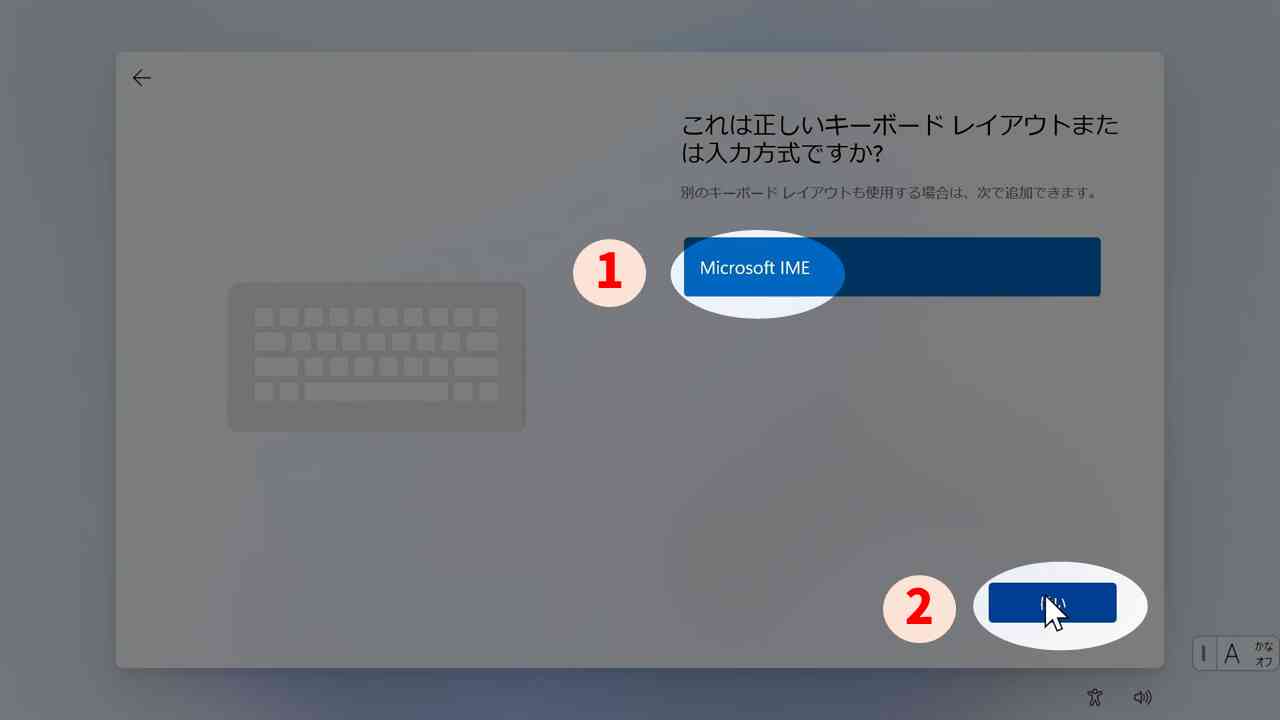 これは正しいキーボード レイアウトまた
は入力方式ですか?
別のキーボード レイアウトも使用する場合は、次で追加できます。
1
Microsoft IME
2
A
かな
オフ